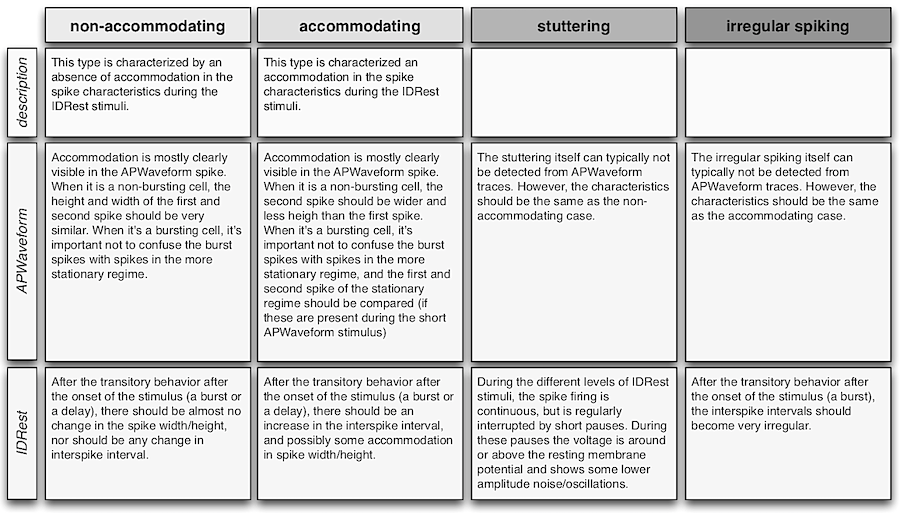 non-accommodating
accommodating
stuttering
irregular spiking
description
This type is characterized by an
absence of accommodation in the
spike characteristics during the
IDRest stimuli.
This type is characterized an
accommodation in the spike
characteristics during the IDRest
stimuli.
APWaveform
Accommodation is mostly clearly
visible in the APWaveform spike.
When it is a non-bursting cell, the
height and width of the first and
second spike should be very
similar. When it's a bursting cell, it's
important not to confuse the burst
spikes with spikes in the more
stationary regime.
Accommodation is mostly clearly
visible in the APWaveform spike.
When it is a non-bursting cell, the
second spike should be wider and
less heigh than the first spike.
When it's a bursting cell, it's
important not to confuse the burst
spikes with spikes in the more
stationary regime, and the first and
second spike of the stationary
regime should be compared (if
these are present during the short
APWaveform stimulus)
The stuttering itself can typically not
be detected from APWaveform
traces. However, the characteristics
should be the same as the non-
accommodating case.
The irregular spiking itself can
typically not be detected from
APWaveform traces. However, the
characteristics should be the same
as the accommodating case.
IDRest
After the transitory behavior after
the onset of the stimulus (a burst or
a delay), there should be almost no
change in the spike width/height,
nor should be any change in
interspike interval.
After the transitory behavior after
the onset of the stimulus (a burst or
a delay), there should be an
increase in the interspike interval,
and possibly some accommodation
in spike width/height.
During the different levels of IDRest
stimuli, the spike firing is
continuous, but is regularly
interrupted by short pauses. During
these pauses the voltage is around
or above the resting membrane
potential and shows some lower
amplitude noise/oscillations.
After the transitory behavior after
the onset of the stimulus (a burst),
the interspike intervals should
become very irregular.